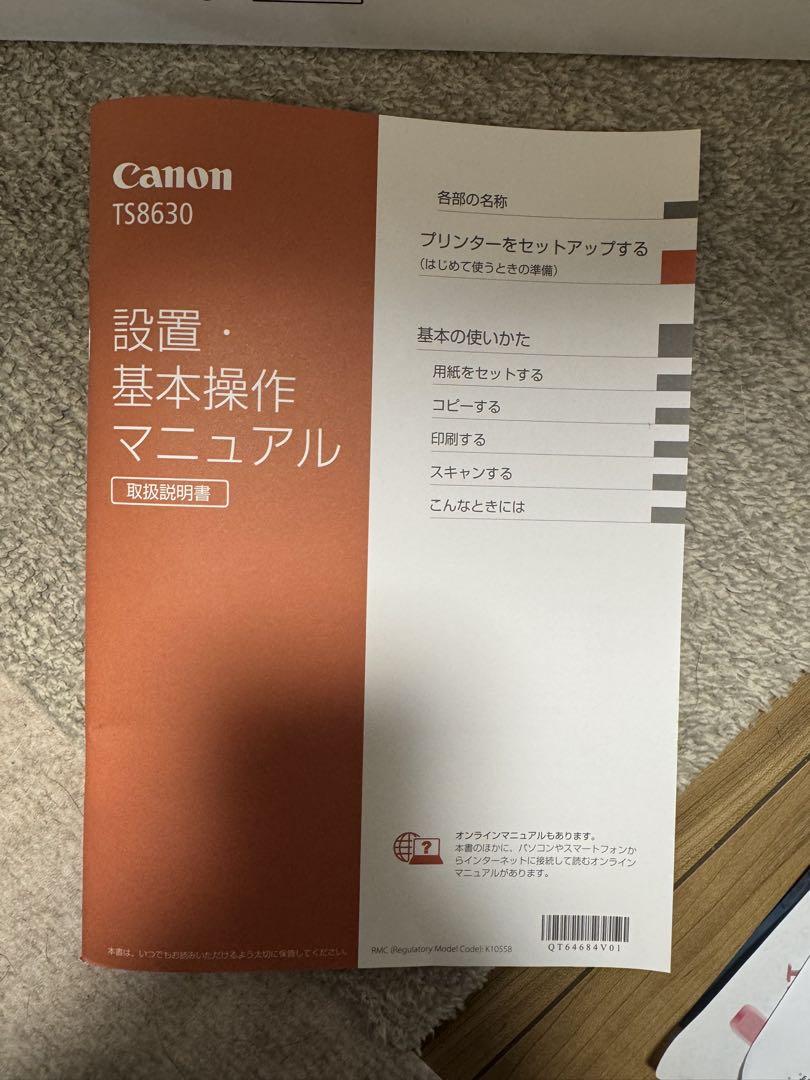 Canon
TS8630
設置・
基本操作
マニュアル
取扱説明書
本書は、いつでもお読みいただけるよう大切に保管してください。
各部の名称
プリンターをセットアップする
(はじめて使うときの準備)
基本の使いかた
用紙をセットする
コピーする
印刷する
スキャンする
こんなときには
?
オンラインマニュアルもあります。
本書のほかに、パソコンやスマートフォンか
らインターネットに接続して読むオンライン
マニュアルがあります。
RMC (Regulatory Model Code): K10558
QT64684V01